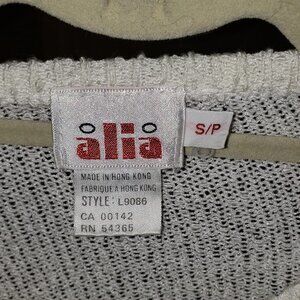 alia
S/P
MADE IN HONG KONG
FABRIQUE A HONG KONG
STYLE: L9086
CA 00142
RN 54365